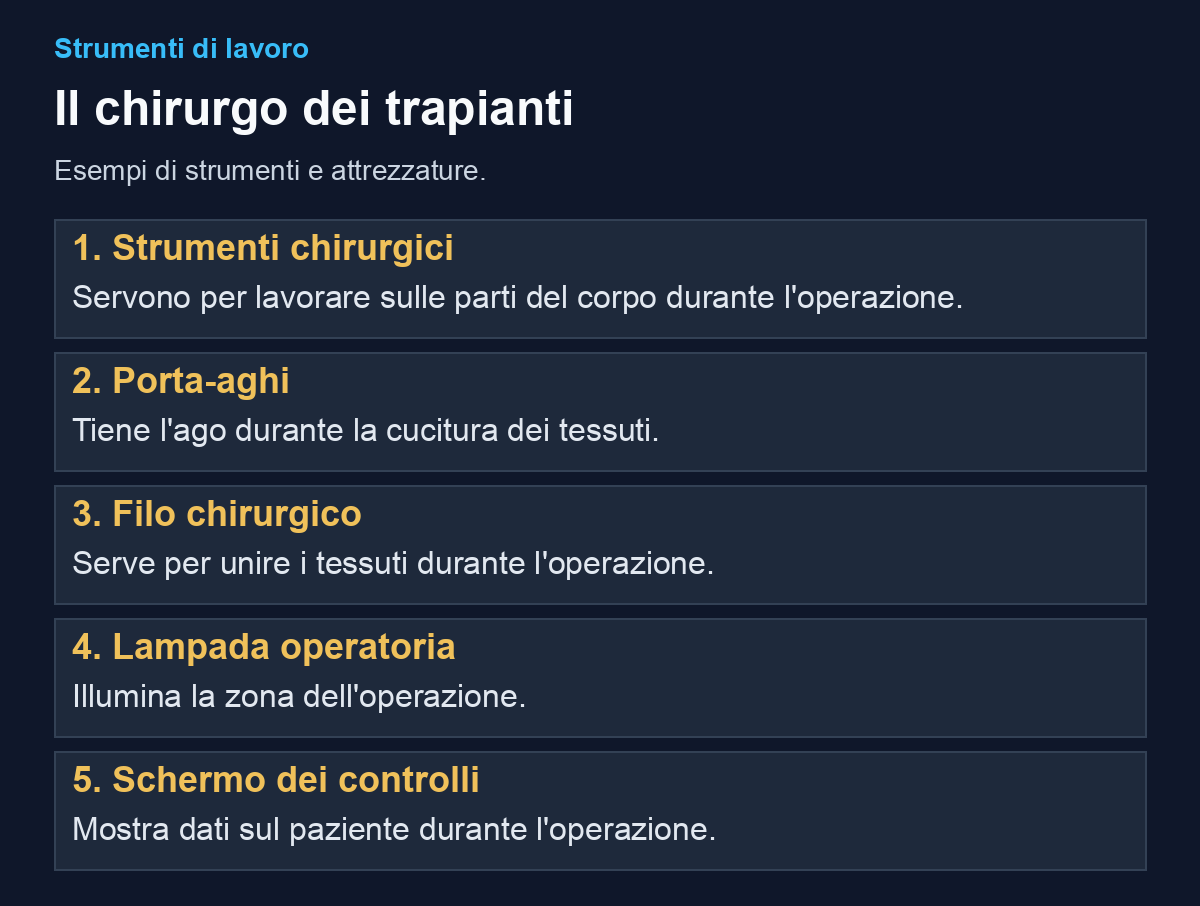 Strumenti di lavoro
Il chirurgo dei trapianti
Esempi di strumenti e attrezzature.
1. Strumenti chirurgici
Servono per lavorare sulle parti del corpo durante l'operazione.
2. Porta-aghi
Tiene l'ago durante la cucitura dei tessuti.
3. Filo chirurgico
Serve per unire i tessuti durante l'operazione.
4. Lampada operatoria
Illumina la zona dell'operazione.
5. Schermo dei controlli
Mostra dati sul paziente durante l'operazione.